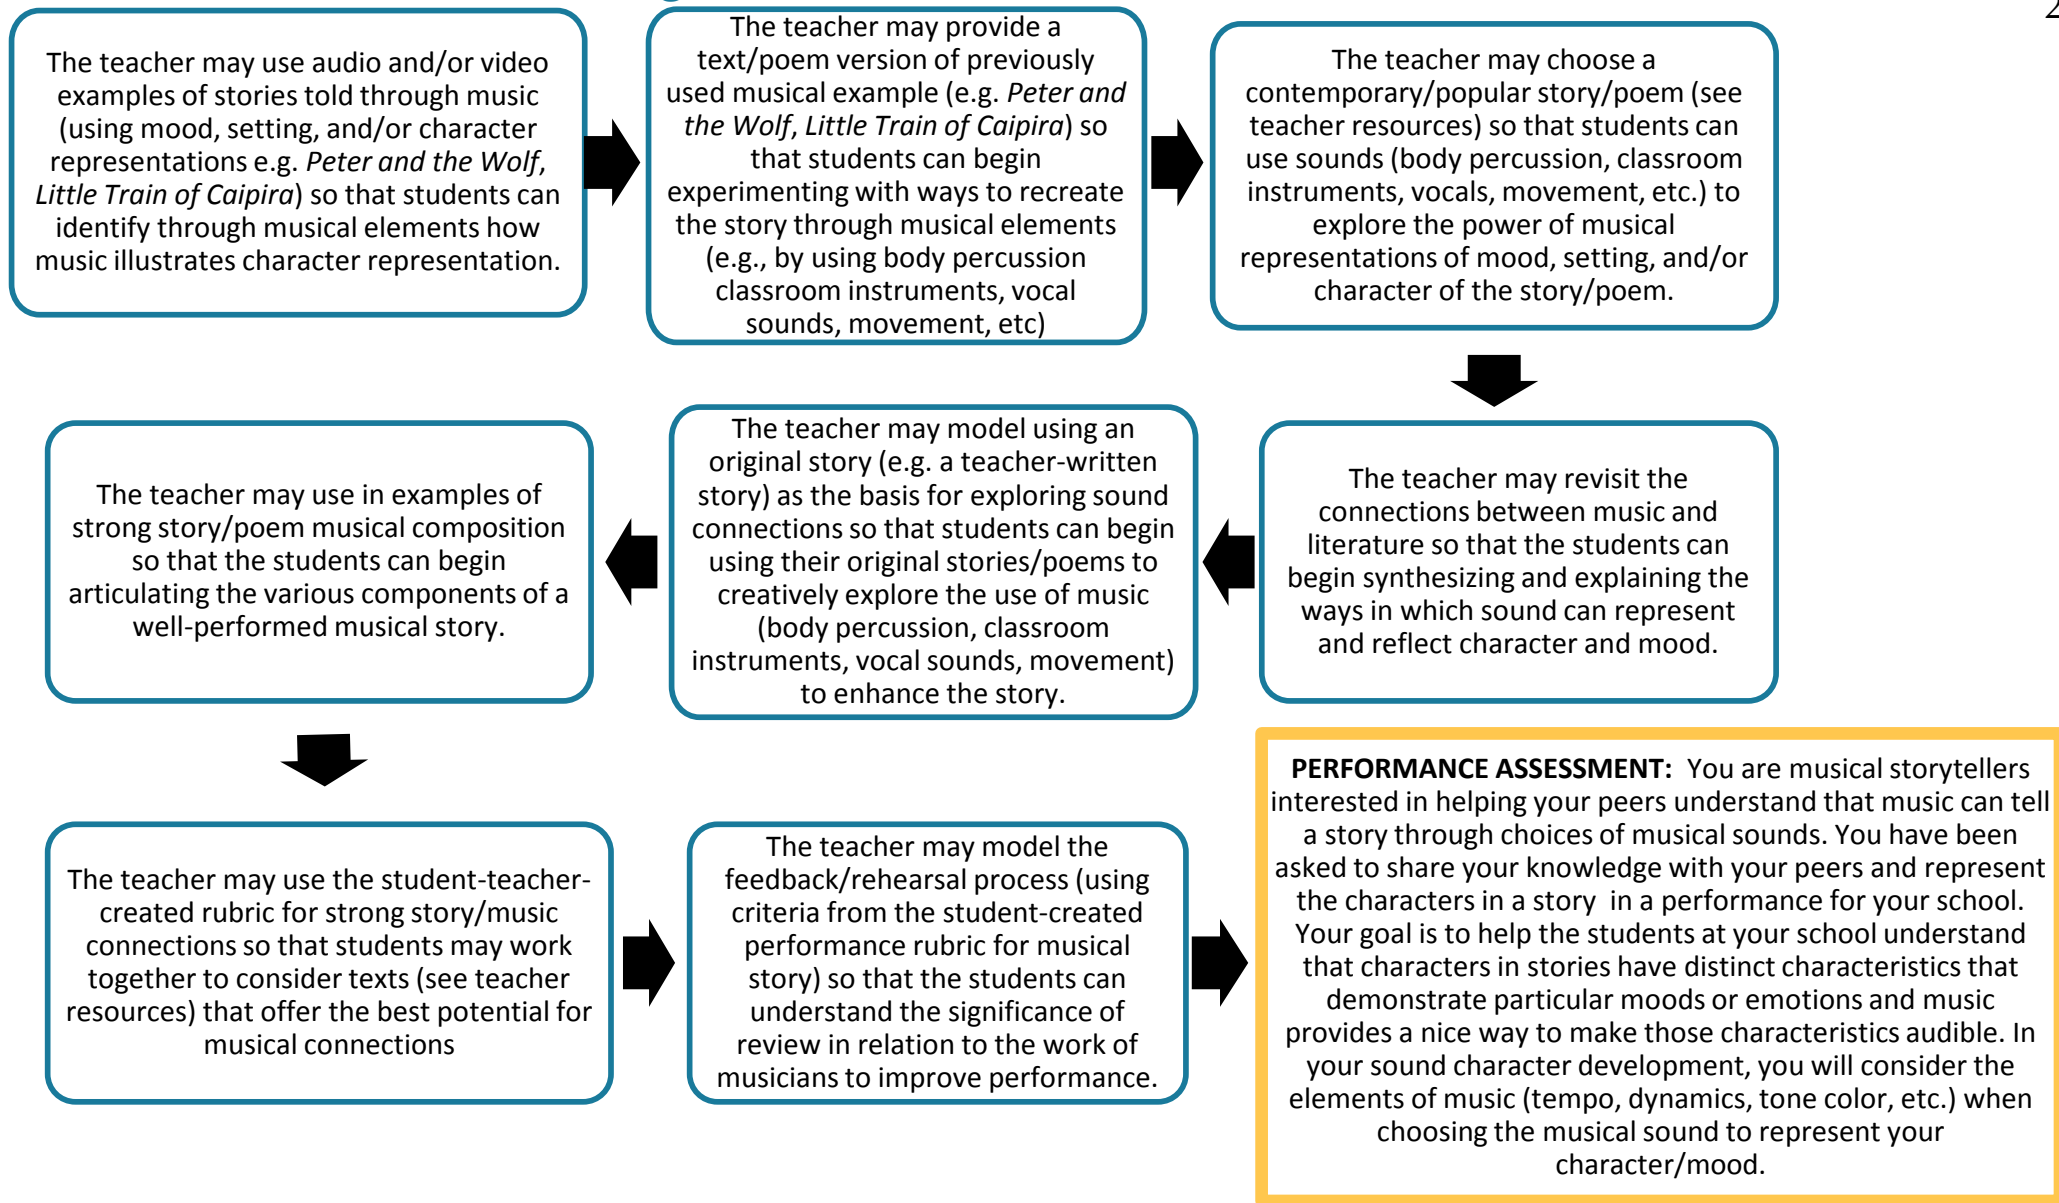 2
The teacher may use audio and/or video
examples of stories told through music
(using mood, setting, and/or character
representations e.g. Peter and the Wolf,
Little Train of Caipira) so that students can
identify through musical elements how
music illustrates character representation.
The teacher may provide a
text/poem version of previously
used musical example (e.g. Peter and
the Wolf, Little Train of Caipira) so
that students can begin
experimenting with ways to recreate
the story through musical elements
(e.g., by using body percussion
classroom instruments, vocal
sounds, movement, etc)
The teacher may choose a
contemporary/popular story/poem (see
teacher resources) so that students can
use sounds (body percussion, classroom
instruments, vocals, movement, etc.) to
explore the power of musical
representations of mood, setting, and/or
character of the story/poem.
The teacher may revisit the
connections between music and
literature so that the students can
begin synthesizing and explaining the
ways in which sound can represent
and reflect character and mood.
The teacher may model using an
original story (e.g. a teacher-written
story) as the basis for exploring sound
connections so that students can begin
using their original stories/poems to
creatively explore the use of music
(body percussion, classroom
instruments, vocal sounds, movement)
to enhance the story.
The teacher may use in examples of
strong story/poem musical composition
so that the students can begin
articulating the various components of a
well-performed musical story.
The teacher may use the student-teacher-
created rubric for strong story/music
connections so that students may work
together to consider texts (see teacher
resources) that offer the best potential for
musical connections
The teacher may model the
feedback/rehearsal process (using
criteria from the student-created
performance rubric for musical
story) so that the students can
understand the significance of
review in relation to the work of
musicians to improve performance.
PERFORMANCE ASSESSMENT: You are musical storytellers
interested in helping your peers understand that music can tell
a story through choices of musical sounds. You have been
asked to share your knowledge with your peers and represent
the characters in a story in a performance for your school.
Your goal is to help the students at your school understand
that characters in stories have distinct characteristics that
demonstrate particular moods or emotions and music
provides a nice way to make those characteristics audible. In
your sound character development, you will consider the
elements of music (tempo, dynamics, tone color, etc.) when
choosing the musical sound to represent your
character/mood.